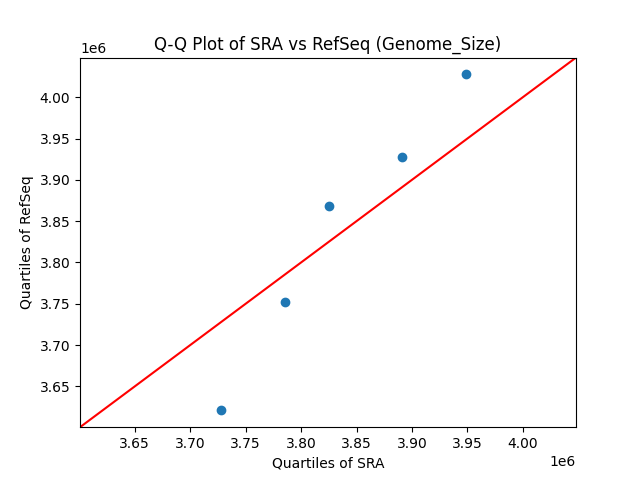 Q-Q Plot of SRA vs RefSeq (Genome_Size)
1e6
4.00
3.95
3.90
3.85
3.80
3.75
3.70
3.65
Quartiles of RefSeq
3.65 3.70 3.75 3.80 3.85 3.90 3.95 4.00
1e6
Quartiles of SRA